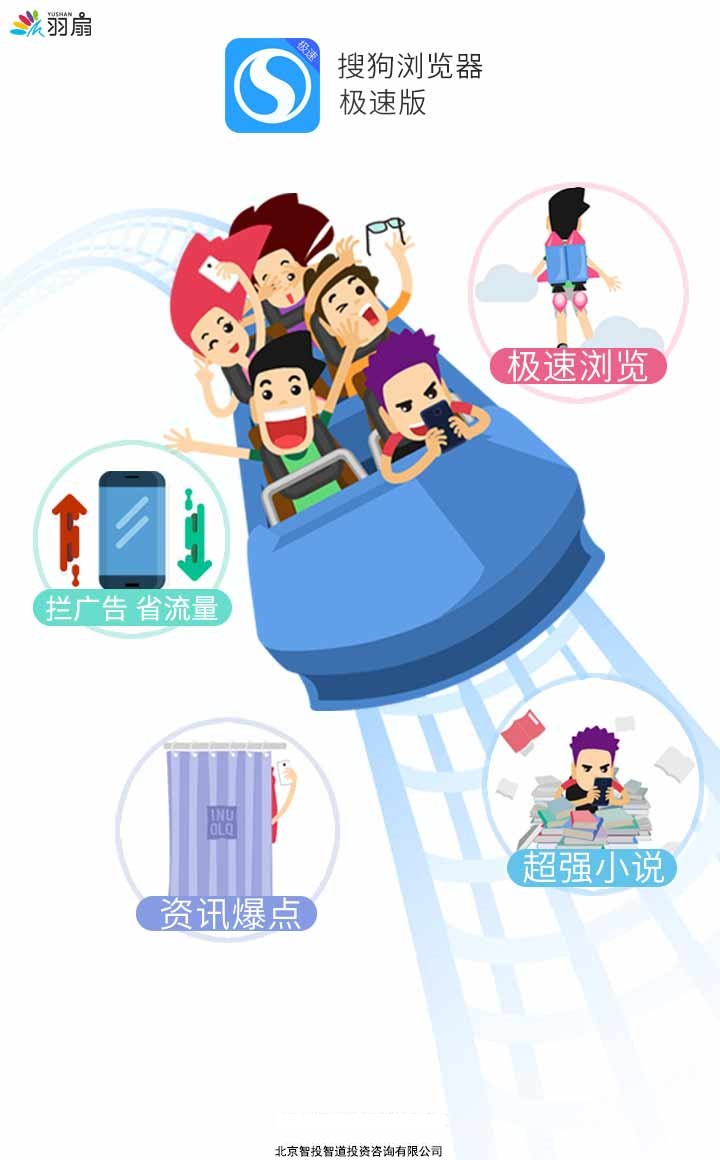 YUSHAN
羽扇
极速
搜狗浏览器
极速版
极速浏览
拦广告 省流量
1NU
OLQ
资讯爆点
超强小说
北京智投智道投资咨询有限公司